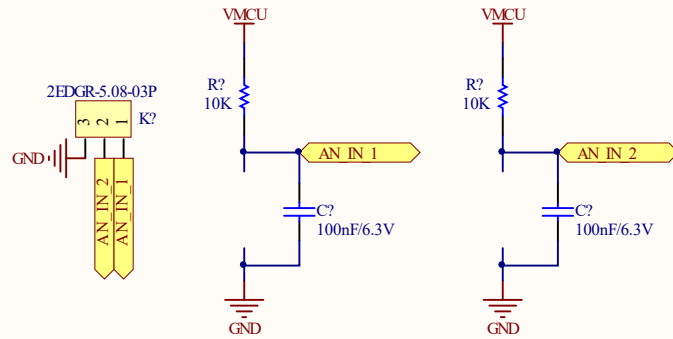 VMCU
VMCU
2EDGR-5.08-03P
K?
3
2
1
GND
AN_IN_2
AN_IN_1
R?
10K
AN_IN_1
C?
100nF/6.3V
GND
R?
10K
AN_IN_2
C?
100nF/6.3V
GND